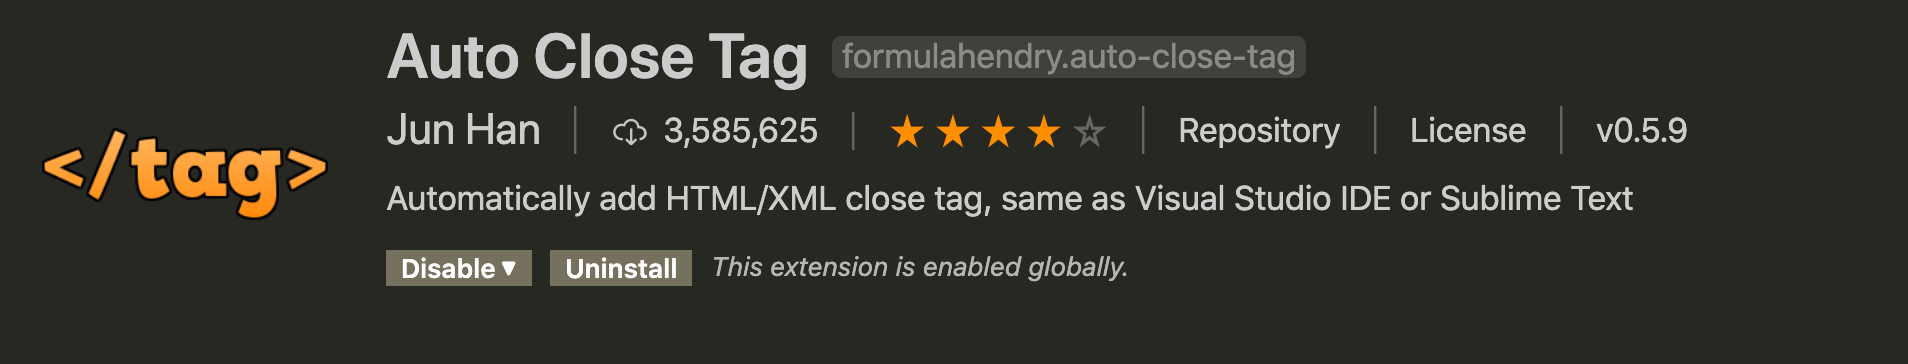 Auto Close Tag formulahendry.auto-close-tag
</tag>
Jun Han 3,585,625 Repository License v0.5.9
Automatically add HTML/XML close tag, same as Visual Studio IDE or Sublime Text
Disable Uninstall This extension is enabled globally.